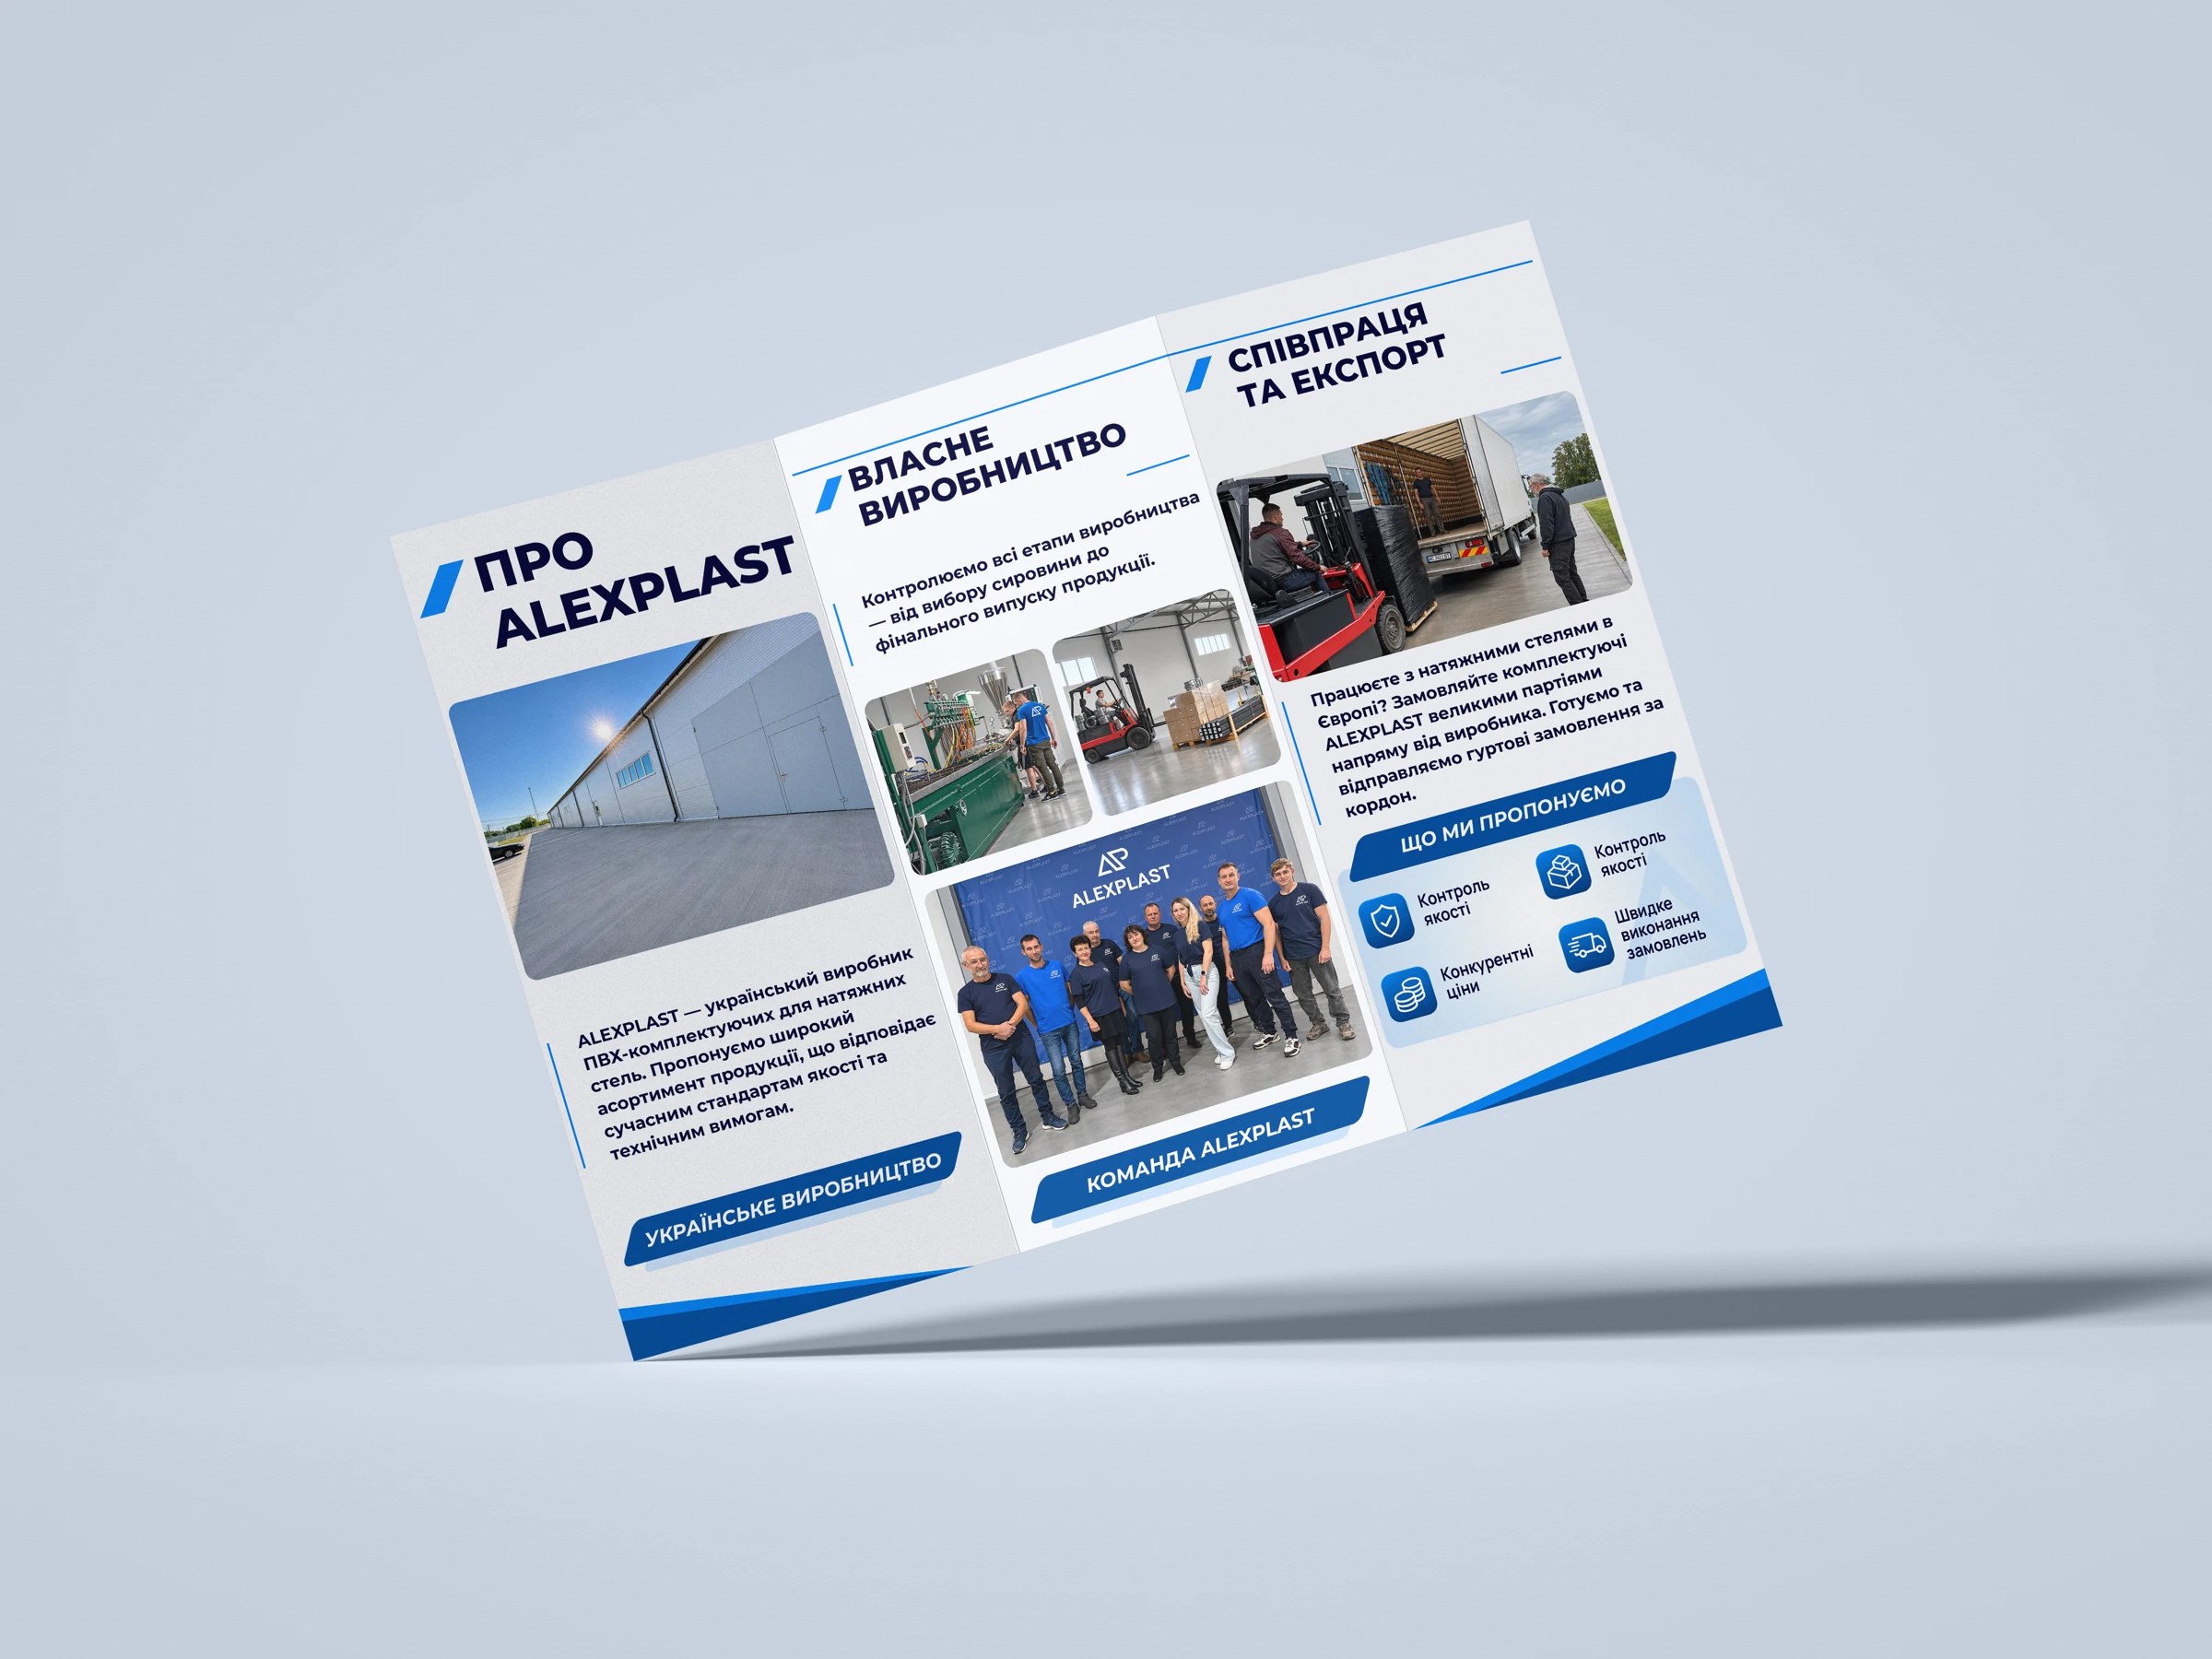 ПРО
ALEXPLAST
ALEXPLAST — український виробник
ПВХ-комплектуючих для натяжних
стель. Пропонуємо широкий
асортимент продукції, що відповідає
сучасним стандартам якості та
технічним вимогам.
УКРАЇНСЬКЕ ВИРОБНИЦТВО
ВЛАСНЕ
ВИРОБНИЦТВО
Контролюємо всі етапи виробництва
— від вибору сировини до
фінального випуску продукції.
ALEXPLAST
КОМАНДА ALEXPLAST
СПІВПРАЦЯ
ТА ЕКСПОРТ
Працюєте з натяжними стелями в
Європі? Замовляйте комплектуючі
ALEXPLAST великими партіями
напряму від виробника. Готуємо та
відправляємо гуртові замовлення за
кордон.
ЩО МИ ПРОПОНУЄМО
Контроль
якості
Контроль
якості
Конкурентні
ціни
Швидке
виконання
замовлень